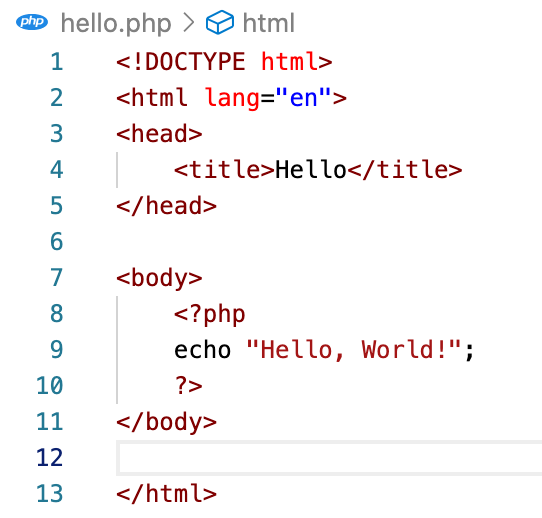 php hello.php > html
1 <!DOCTYPE html>
2 <html lang="en">
3 <head>
4     <title>Hello</title>
5 </head>
6
7 <body>
8     <?php
9     echo "Hello, World!";
10     ?>
11 </body>
12
13 </html>